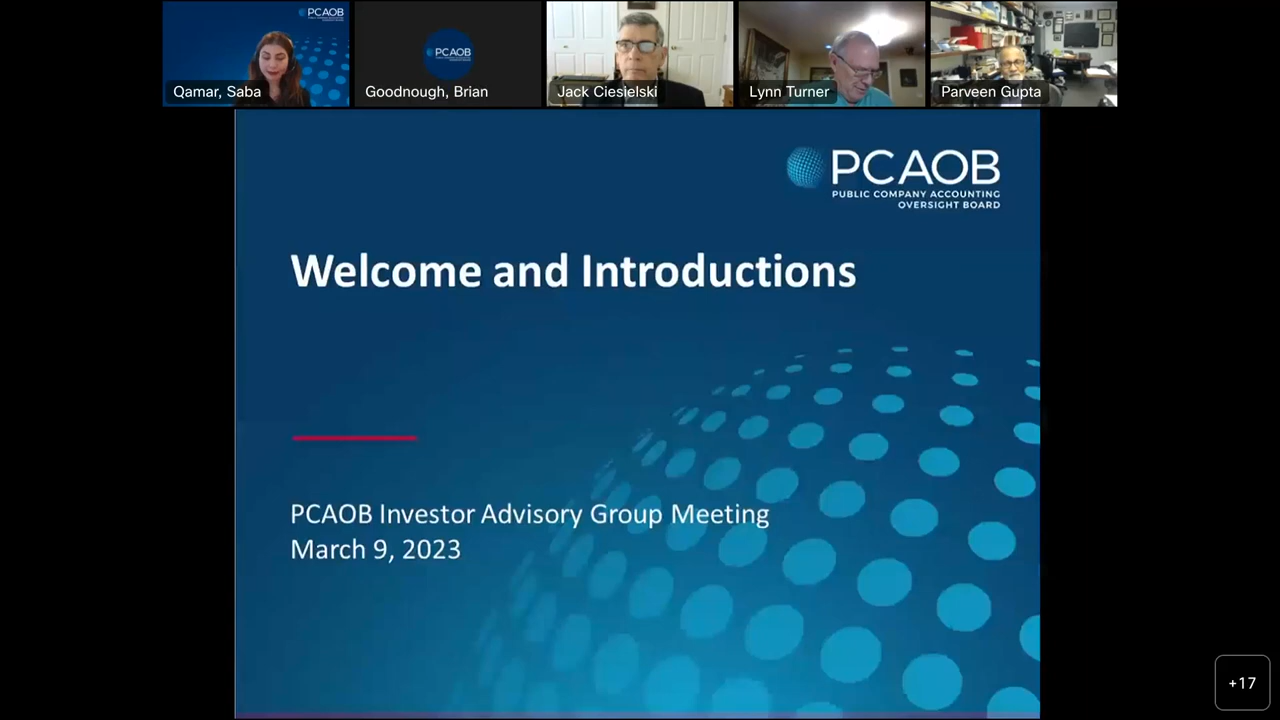 PCAOB
Qamar, Saba
PCAOB
Goodnough, Brian
Jack Ciesielski
Lynn Turner
Parveen Gupta
PCAOB
PUBLIC COMPANY ACCOUNTING
OVERSIGHT BOARD
Welcome and Introductions
PCAOB Investor Advisory Group Meeting
March 9, 2023
+17